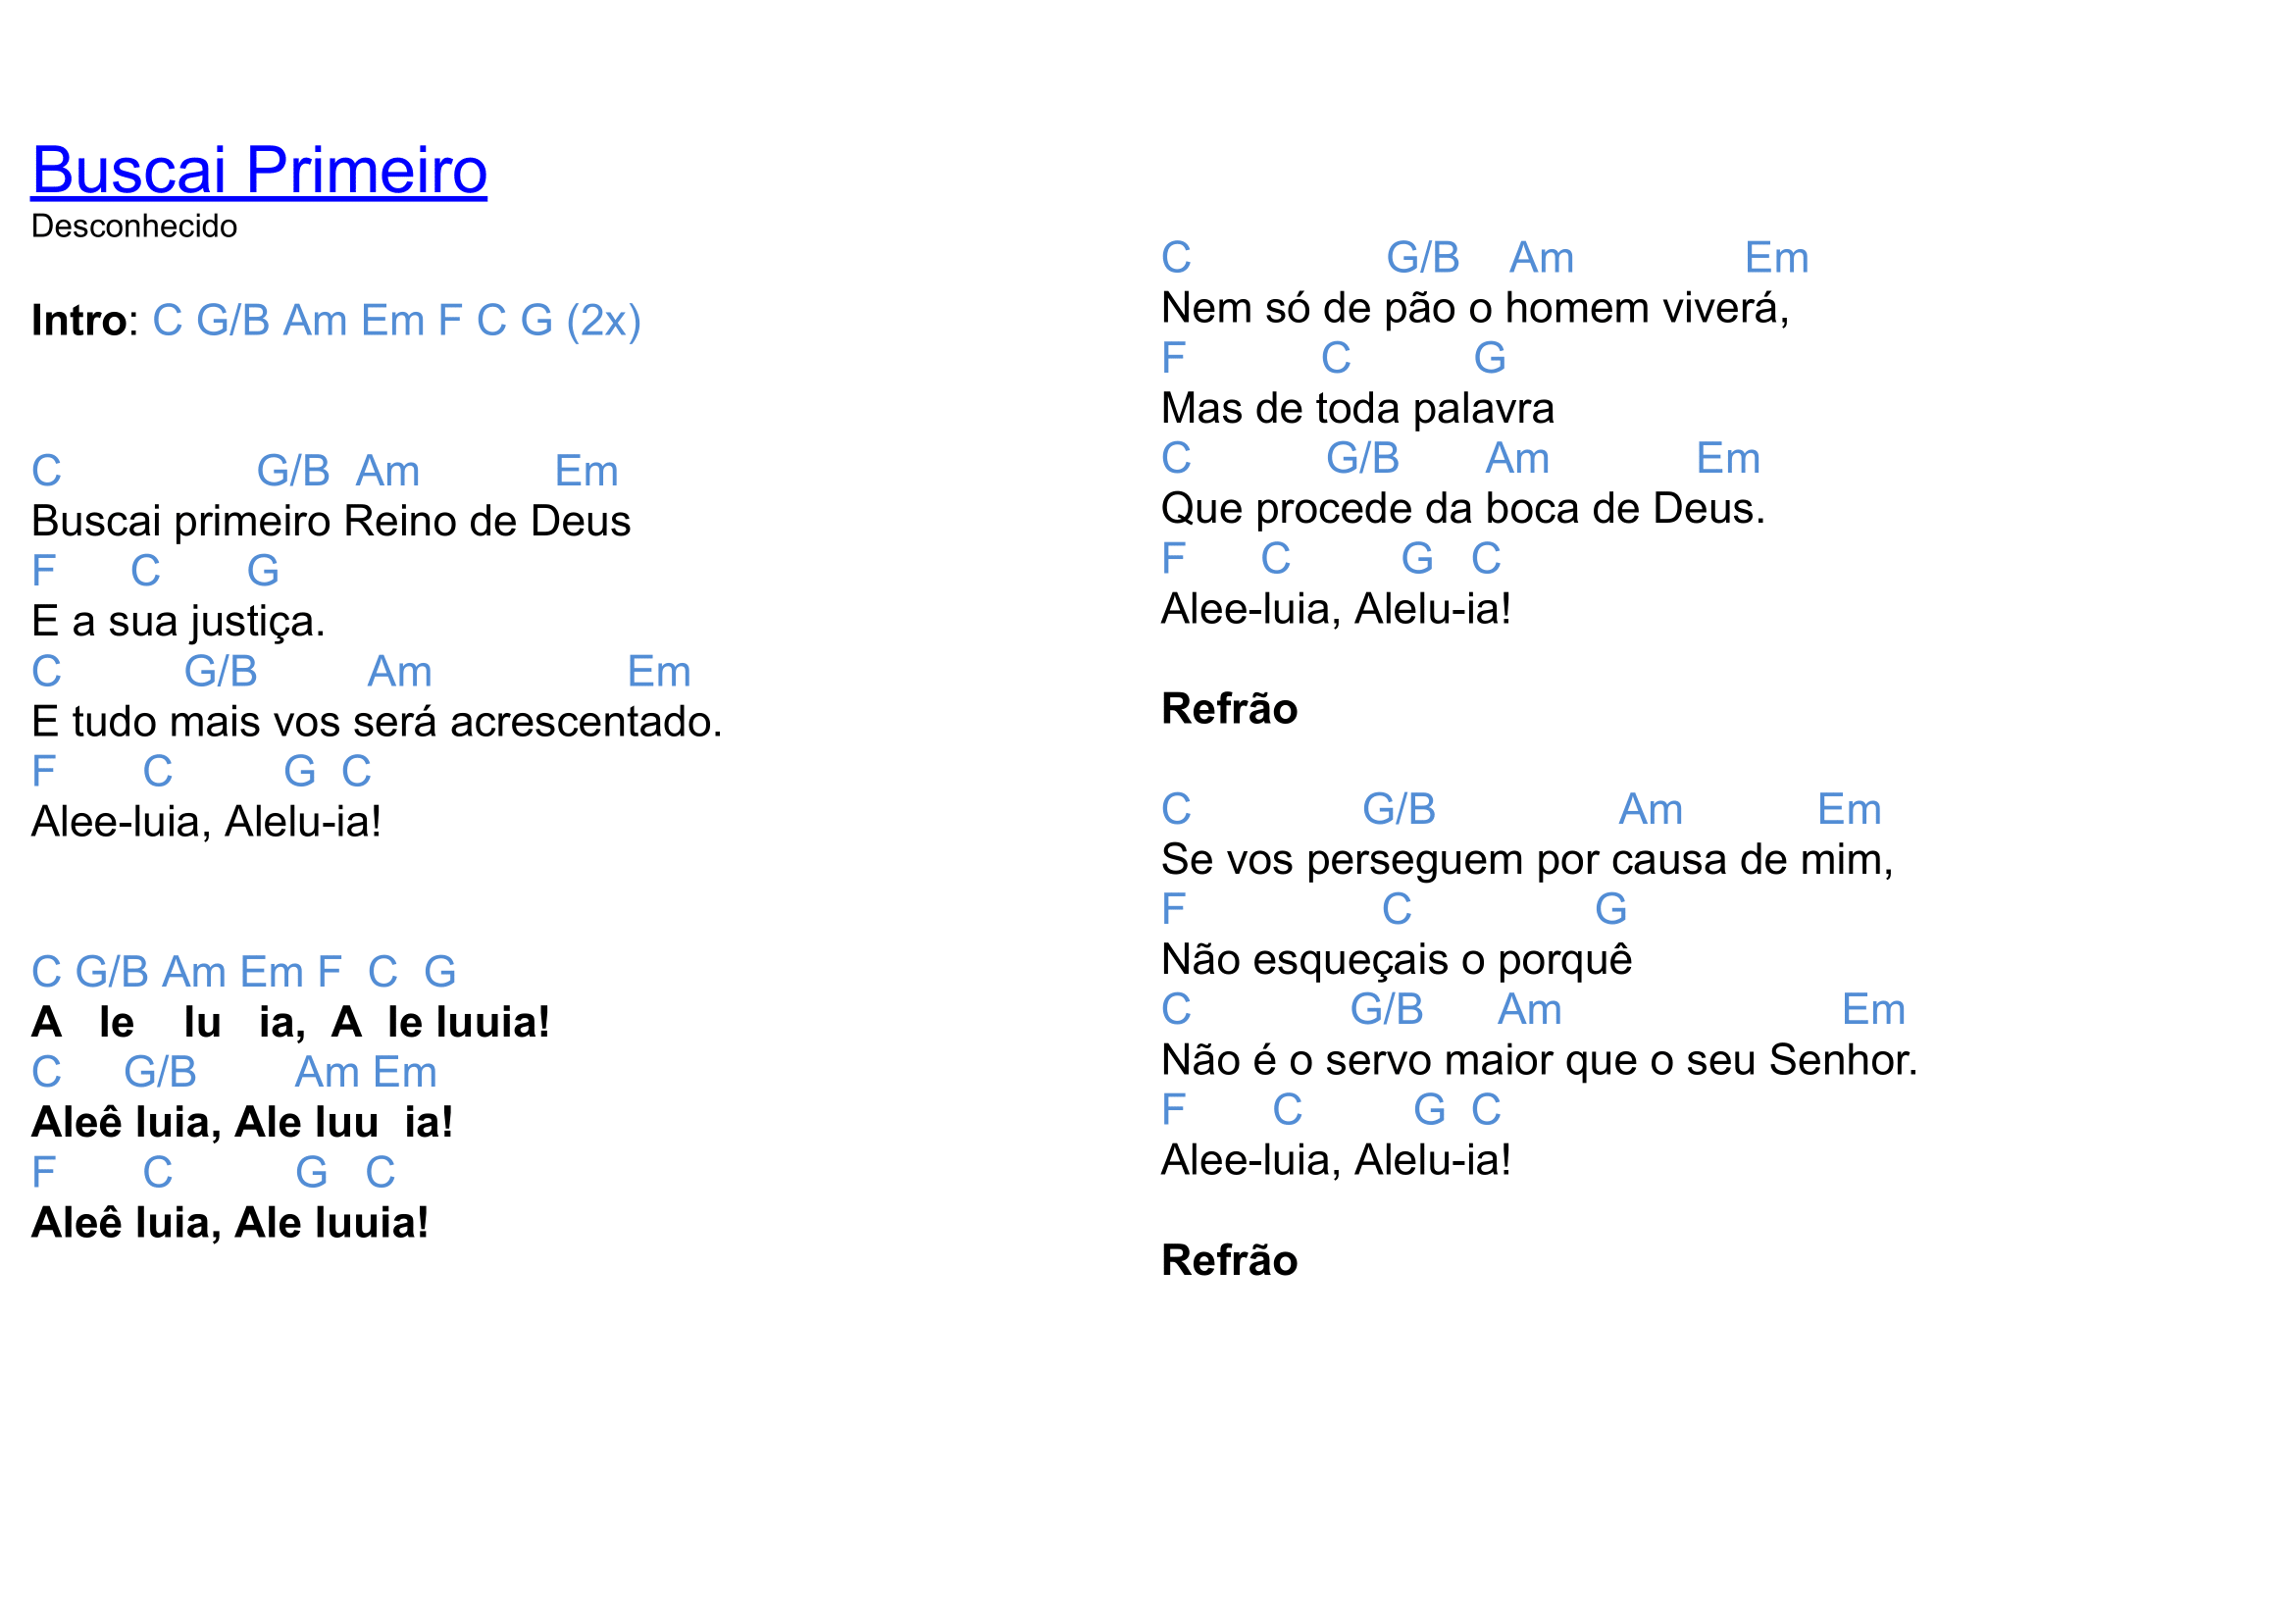 Buscai Primeiro
Desconhecido
Intro: C G/B Am Em F C G (2x)
C G/B Am Em
Buscai primeiro Reino de Deus
F C G
E a sua justiça.
C G/B Am Em
E tudo mais vos será acrescentado.
F C G C
Alee-luia, Alelu-ia!
C G/B Am Em F C G
A le lu ia, A le luuia!
C G/B Am Em
Aleê luia, Ale luu ia!
F C G C
Aleê luia, Ale luuia!
C G/B Am Em
Nem só de pão o homem viverá,
F C G
Mas de toda palavra
C G/B Am Em
Que procede da boca de Deus.
F C G C
Alee-luia, Alelu-ia!
Refrão
C G/B Am Em
Se vos perseguem por causa de mim,
F C G
Não esqueçais o porquê
C G/B Am Em
Não é o servo maior que o seu Senhor.
F C G C
Alee-luia, Alelu-ia!
Refrão